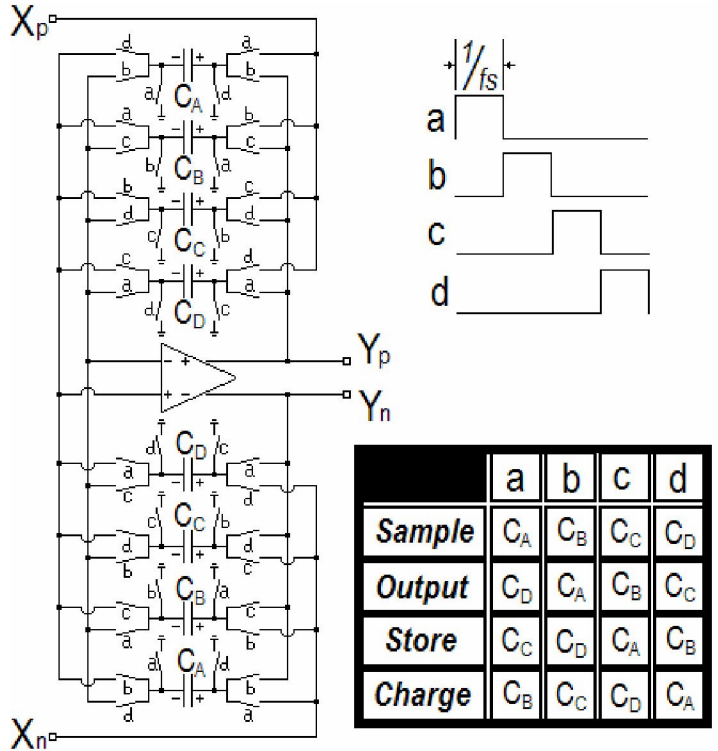 Xp
d - + a
b b
a CA d
a - + b
c c
b CB a
b - + c
d d
c CC b
c - + d
a a
d CD c
- +
+ -
Yp
Yn
d CD c
a - + a
c d
c CC b
d - + d
b c
b CB a
c - + c
a b
a CA d
b - + b
d a
Xn
1/fs
a
b
c
d
a b c d
Sample CA CB CC CD
Output CD CA CB CC
Store CC CD CA CB
Charge CB CC CD CA